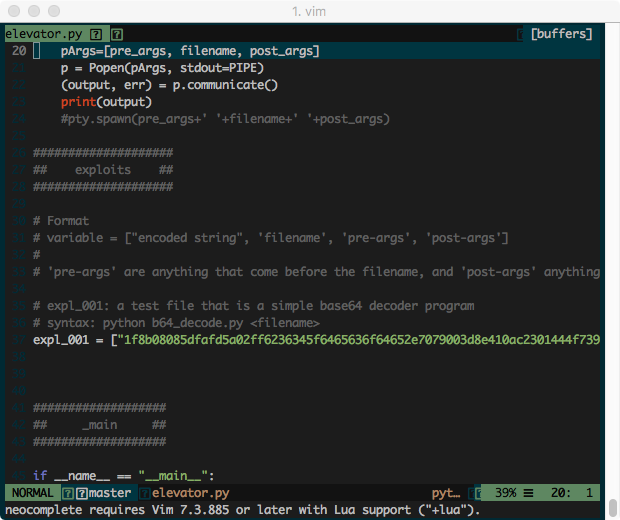 1. vim
elevator.py [buffers]
20 pArgs=[pre_args, filename, post_args]
p = Popen(pArgs, stdout=PIPE)
(output, err) = p.communicate()
print(output)
#pty.spawn(pre_args+' '+filename+' '+post_args)
####################
## exploits ##
####################
# Format
# variable = ["encoded string", 'filename', 'pre-args', 'post-args']
#
# 'pre-args' are anything that come before the filename, and 'post-args' anything
# expl_001: a test file that is a simple base64 decoder program
# syntax: python b64_decode.py <filename>
expl_001 = ["1f8b08085dfafd5a02ff6236345f6465636f64652e7079003d8e410ac2301444f739
###################
## _main ##
###################
if __name__ == "__main__":
NORMAL master elevator.py pyt… 39% ☰ 20: 1
neocomplete requires Vim 7.3.885 or later with Lua support ("+lua").